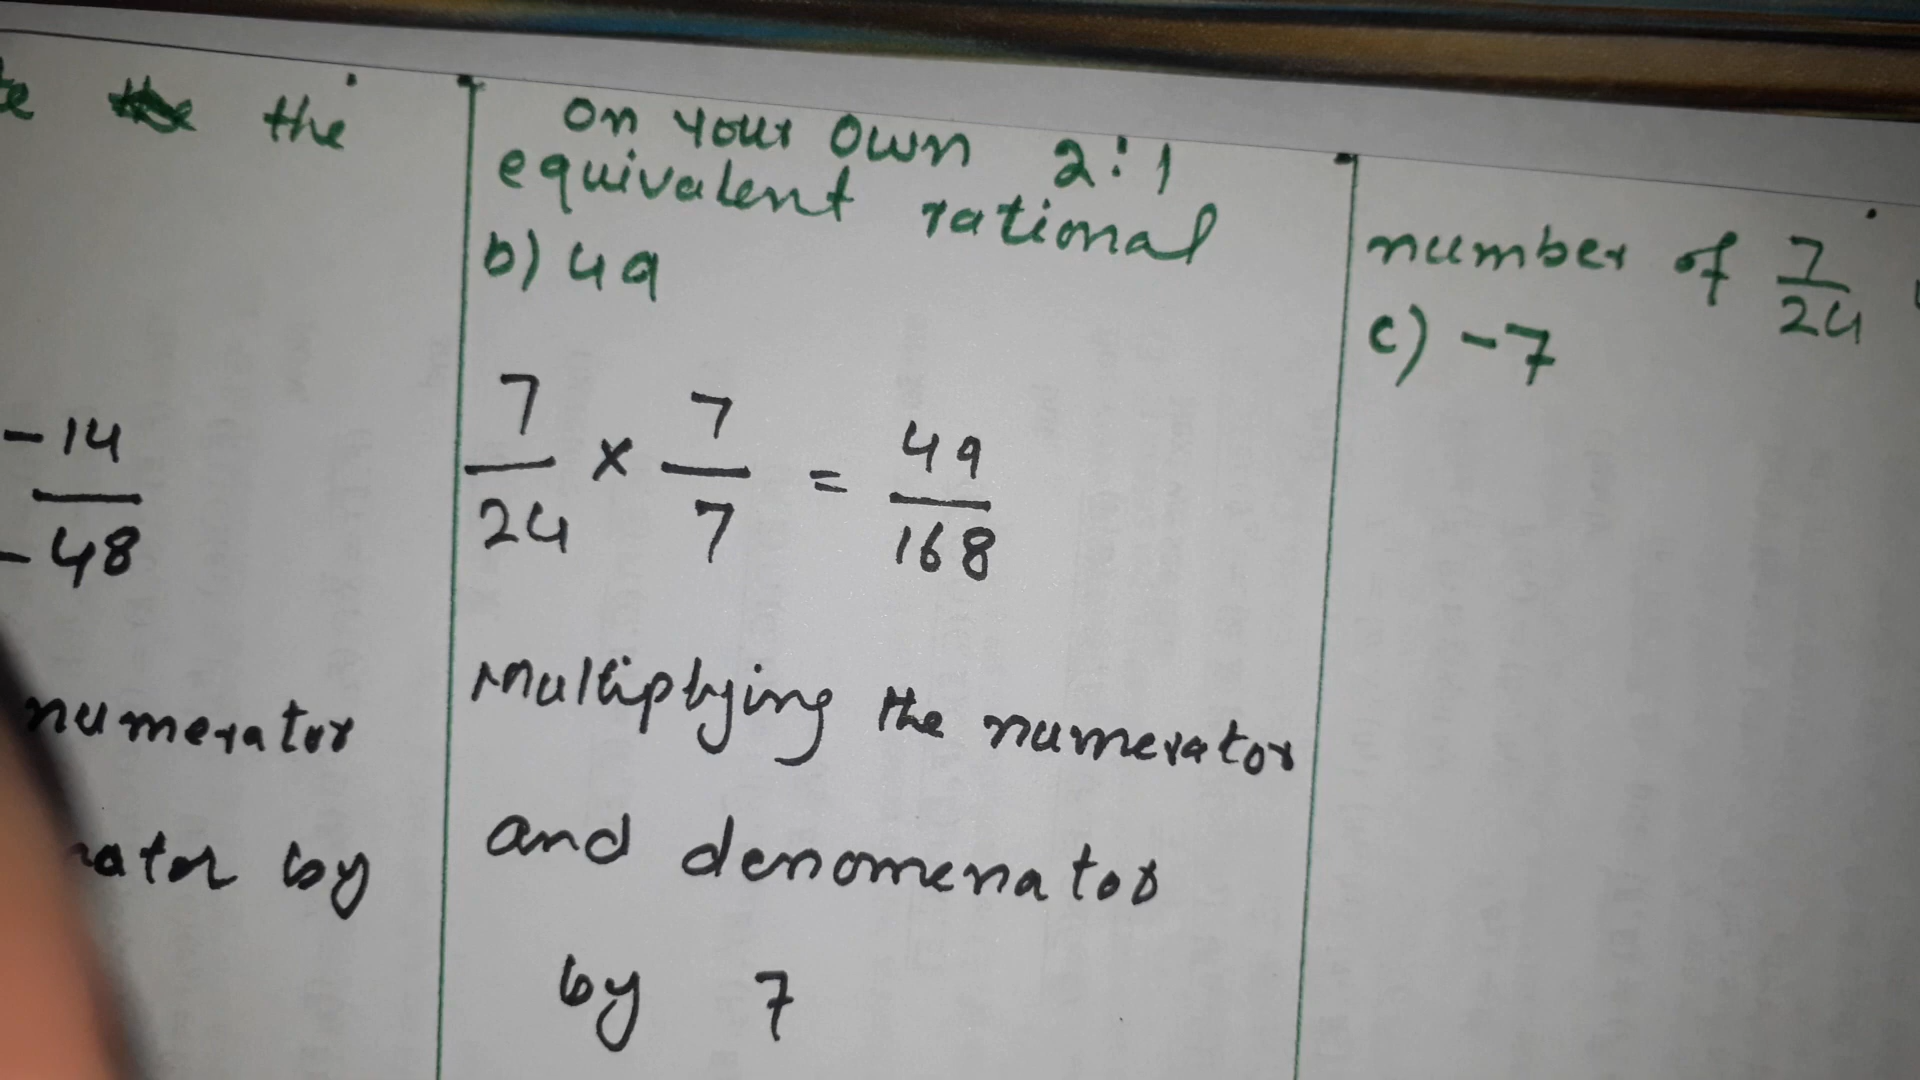 the
on your own 2:1
equivalent rational
number of 7/24
b) 49
c) -7
-14/-48
7/24 × 7/7 = 49/168
numerator
Multiplying the numerator
by
and denomenator
by 7